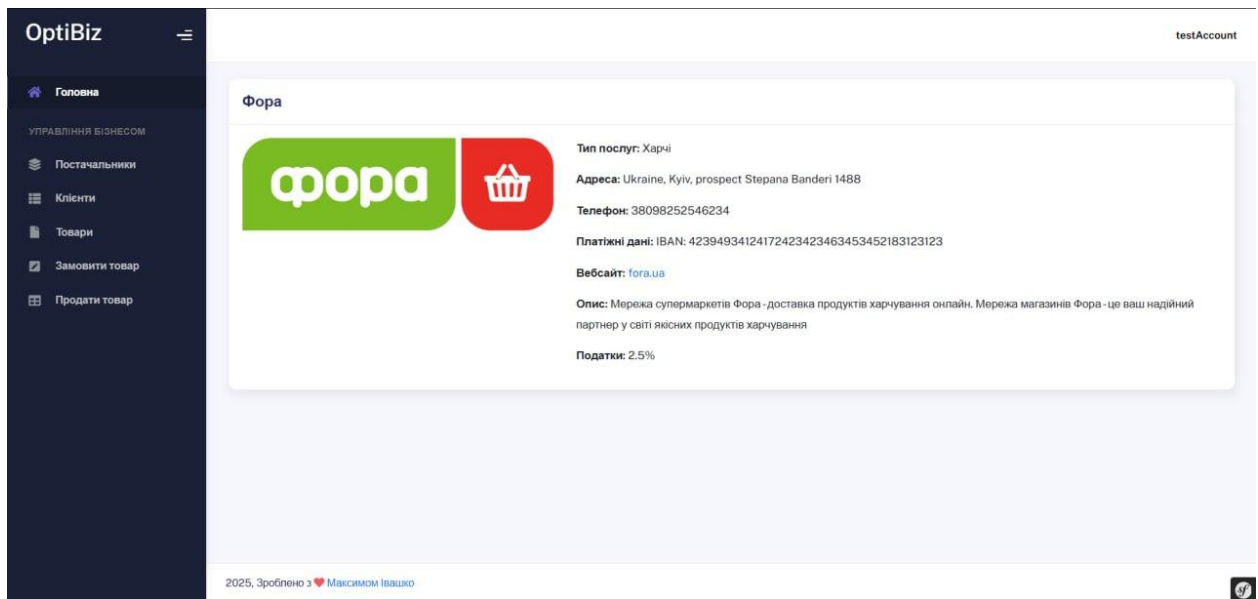 OptiBiz
testAccount
Головна
УПРАВЛІННЯ БІЗНЕСОМ
Постачальники
Клієнти
Товари
Замовити товар
Продати товар
Фора
фора
Тип послуг: Харчі
Адреса: Ukraine, Kyiv, prospect Stepana Banderi 1488
Телефон: 38098252546234
Платіжні дані: IBAN: 42394934124172423423463453452183123123
Вебсайт: fora.ua
Опис: Мережа супермаркетів Фора - доставка продуктів харчування онлайн. Мережа магазинів Фора - це ваш надійний
партнер у світі якісних продуктів харчування
Податки: 2.5%
2025, Зроблено з ❤ Максимом Івашко
sf